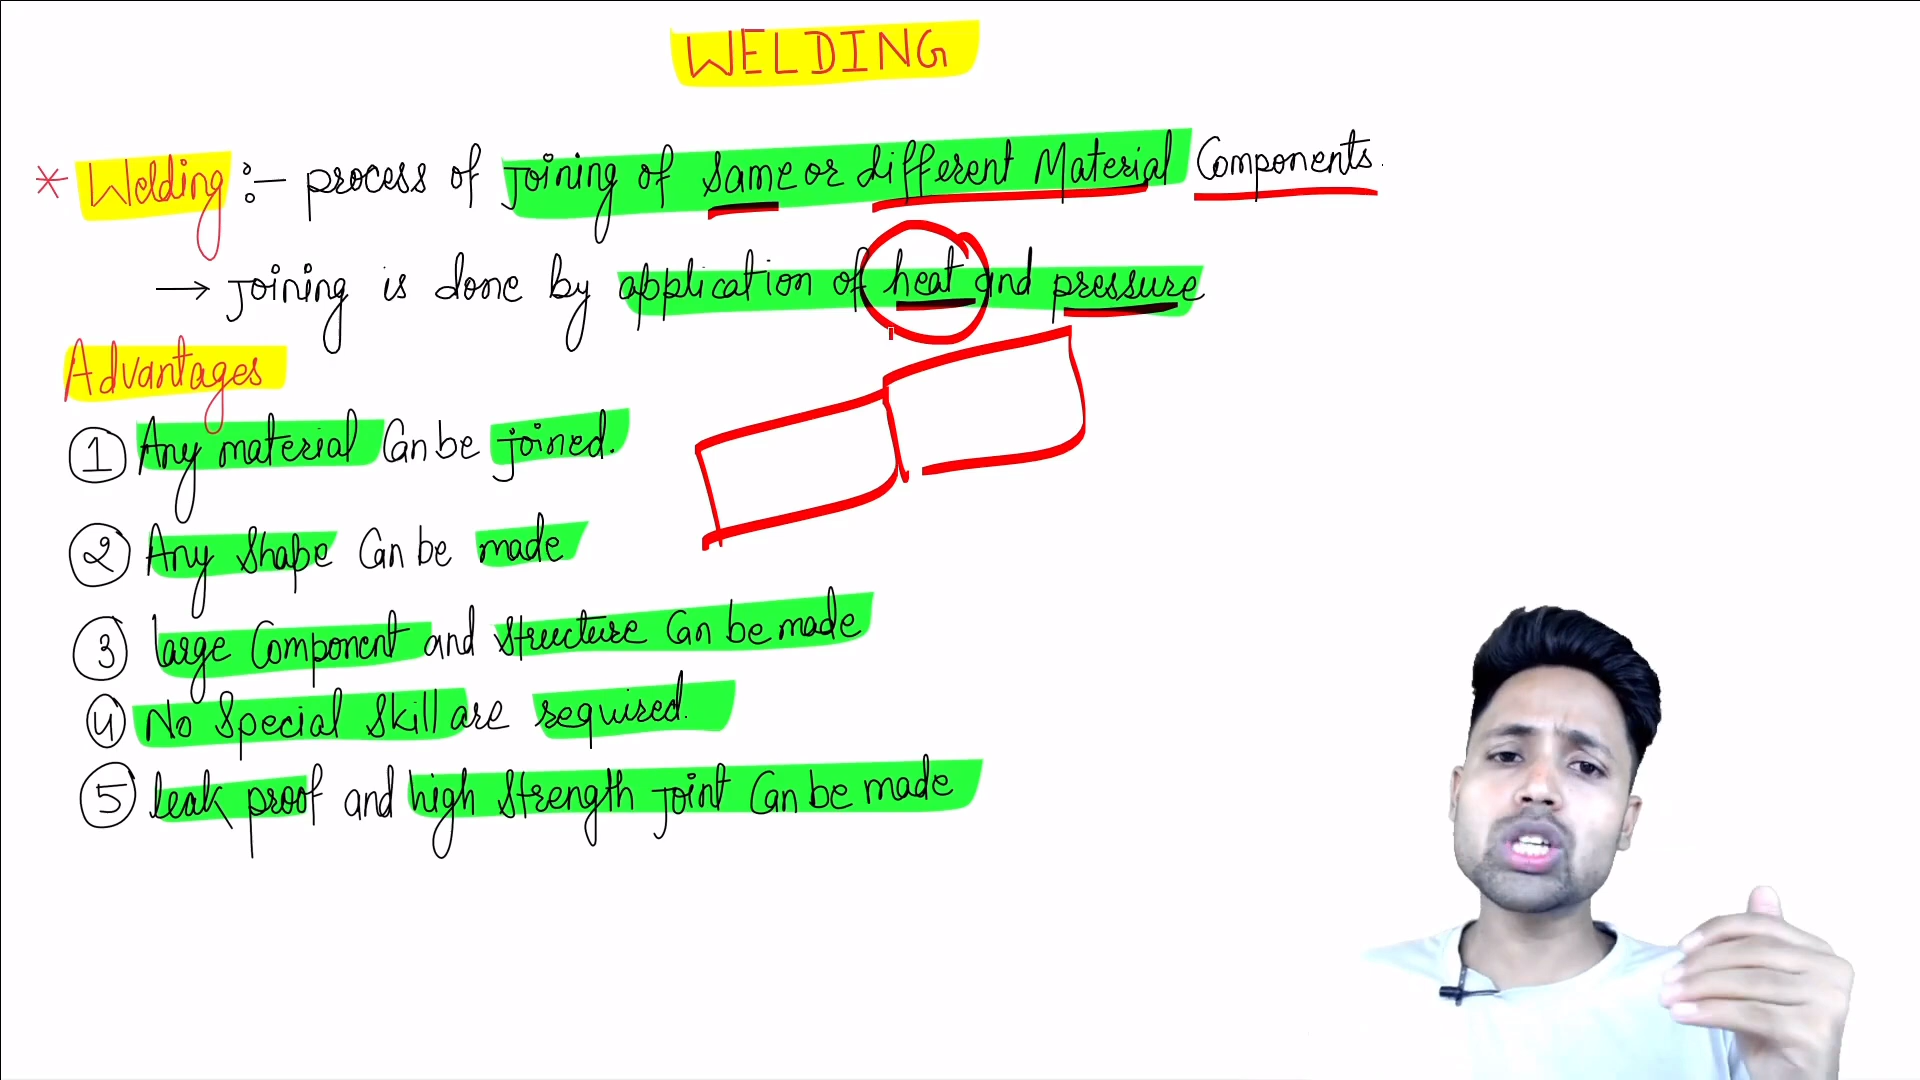 WELDING
* Welding :- process of joining of same or different Material Components.
→ joining is done by application of heat and pressure
Advantages
① Any material Can be joined.
② Any Shape Can be made
③ large Component and structure Can be made
④ No Special Skill are required.
⑤ leak proof and high strength joint Can be made